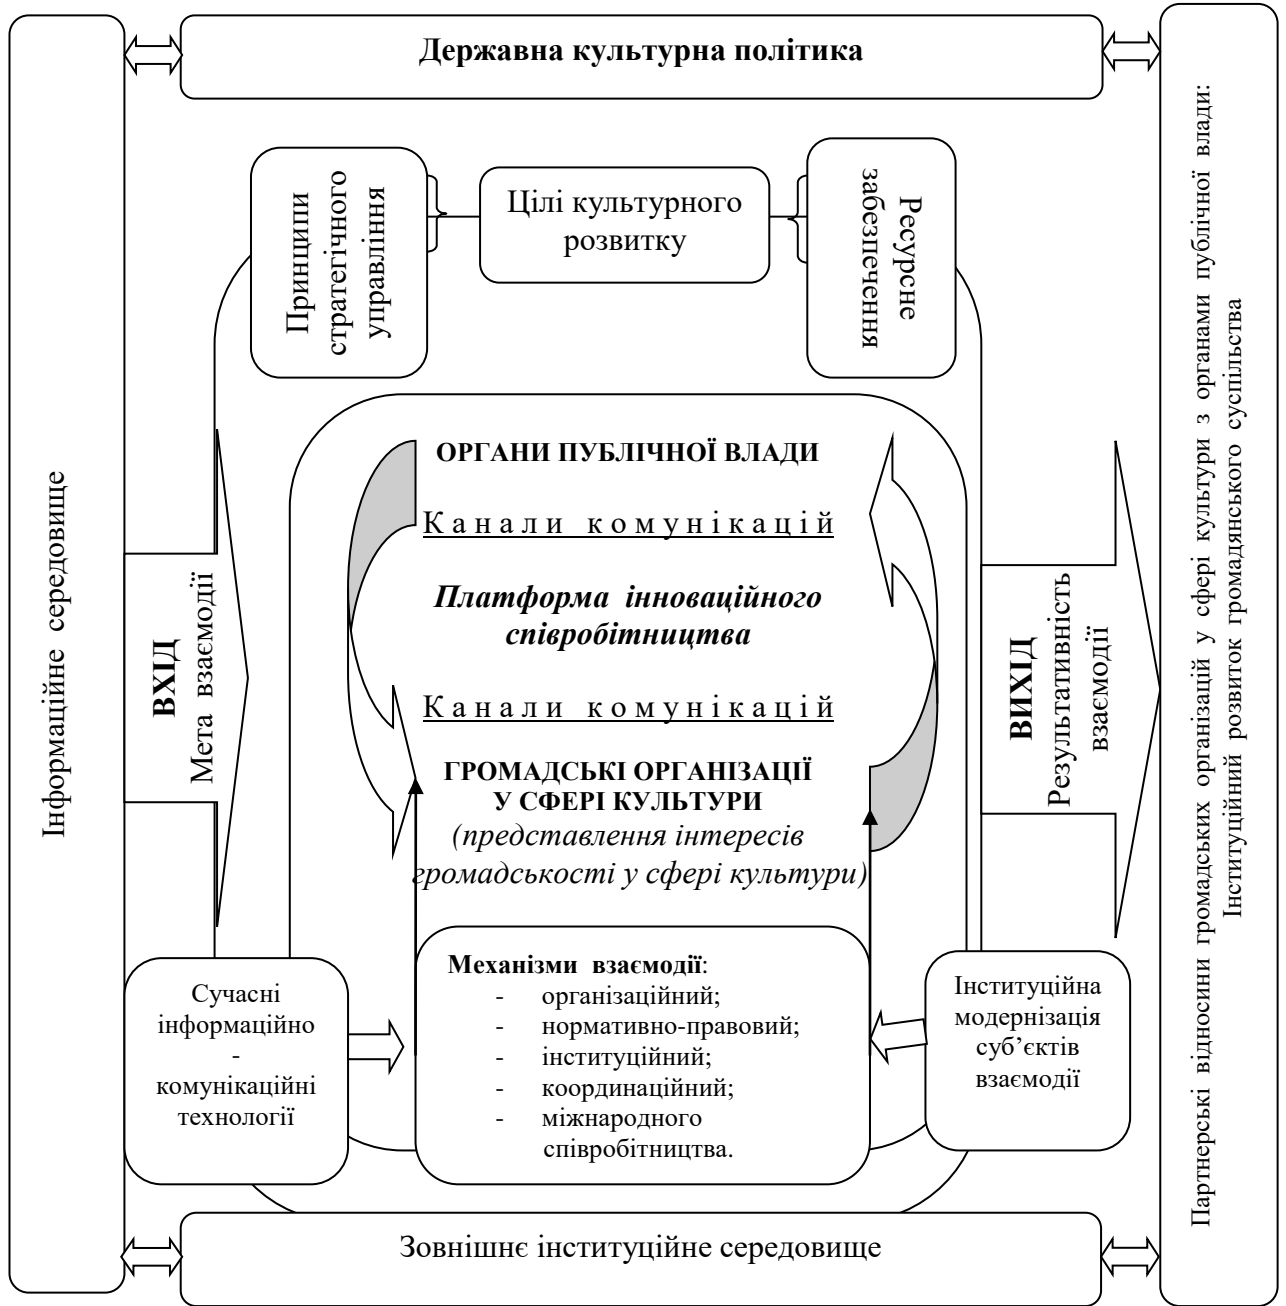 Державна культурна політика
Інформаційне середовище
Принципи
стратегічного
управління
Цілі культурного
розвитку
Ресурсне
забезпечення
ВХІД
Мета взаємодії
ОРГАНИ ПУБЛІЧНОЇ ВЛАДИ
Канали комунікацій
Платформа інноваційного
співробітництва
Канали комунікацій
ГРОМАДСЬКІ ОРГАНІЗАЦІЇ
У СФЕРІ КУЛЬТУРИ
(представлення інтересів
громадськості у сфері культури)
ВИХІД
Результативність
взаємодії
Партнерські відносини громадських організацій у сфері культури з органами публічної влади:
Інституційний розвиток громадянського суспільства
Сучасні
інформаційно
-
комунікаційні
технології
Механізми взаємодії:
- організаційний;
- нормативно-правовий;
- інституційний;
- координаційний;
- міжнародного
співробітництва.
Інституційна
модернізація
суб’єктів
взаємодії
Зовнішнє інституційне середовище